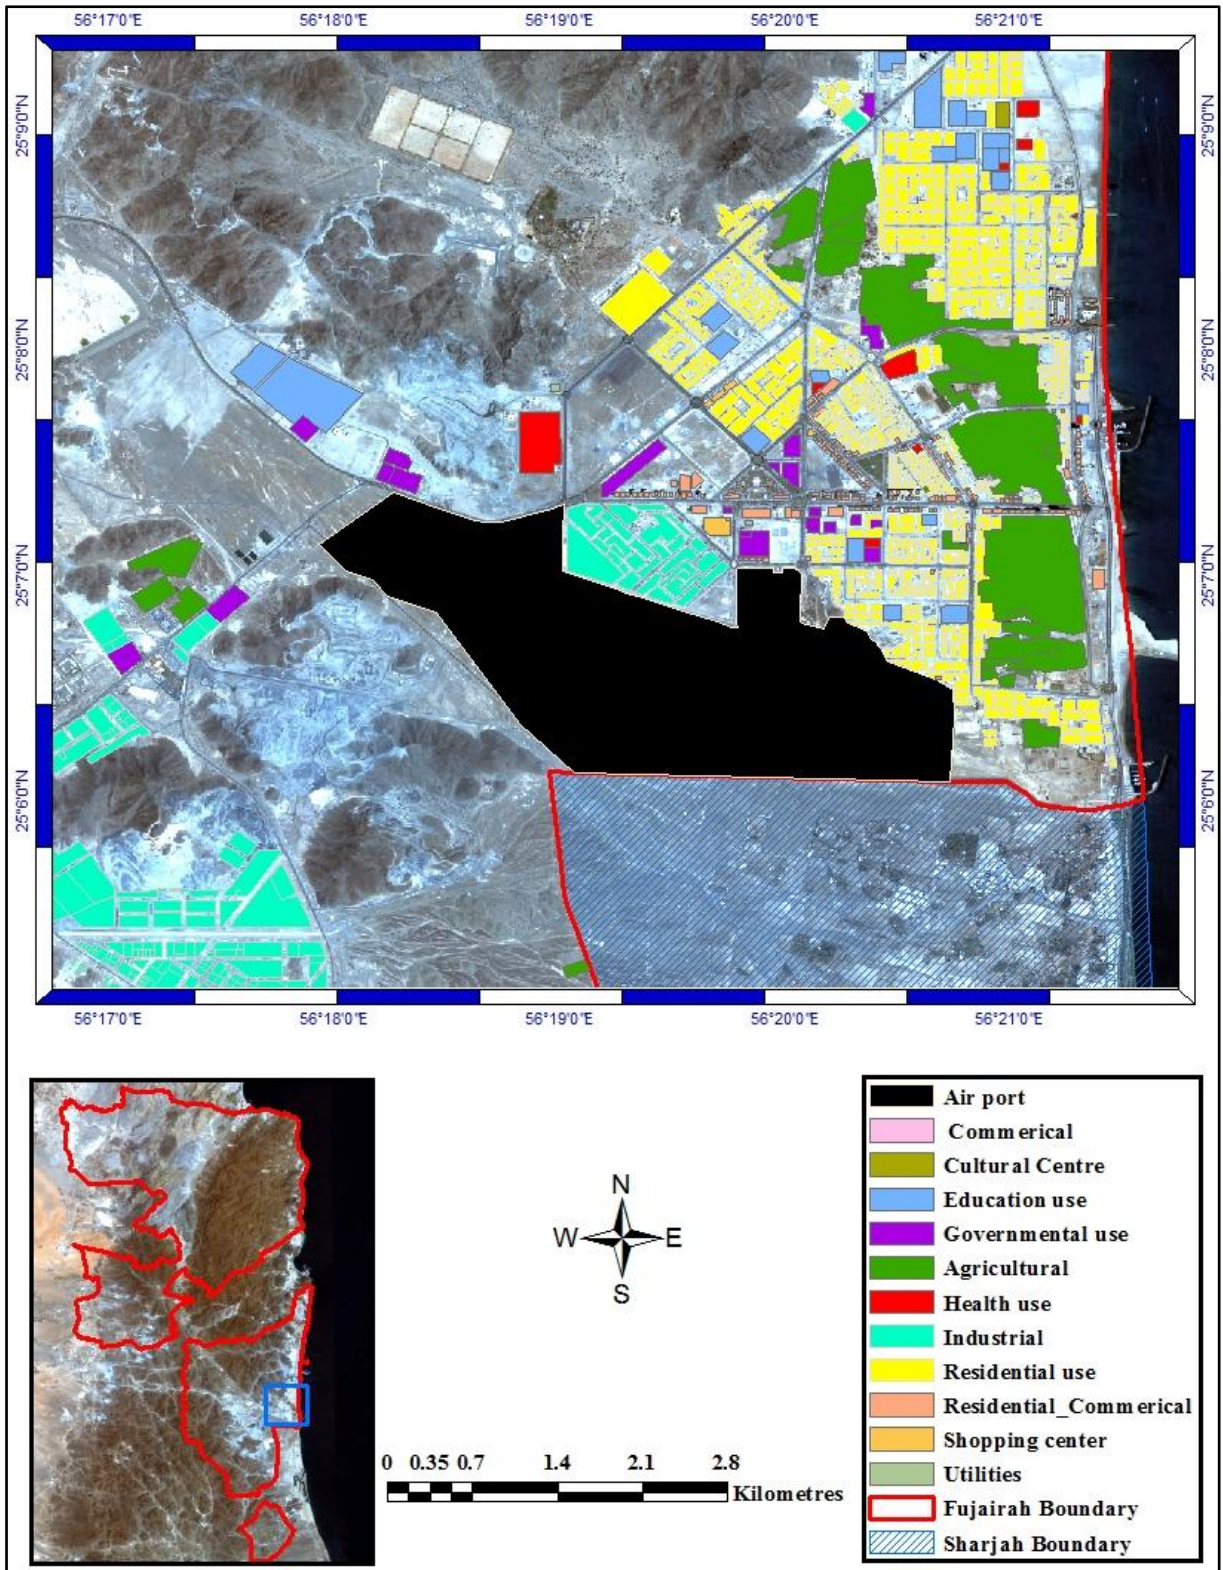 56°17'0"E 56°18'0"E 56°19'0"E 56°20'0"E 56°21'0"E
25°9'0"N 25°9'0"N
25°8'0"N 25°8'0"N
25°7'0"N 25°7'0"N
25°6'0"N 25°6'0"N
56°17'0"E 56°18'0"E 56°19'0"E 56°20'0"E 56°21'0"E
N
W E
S
0 0.35 0.7 1.4 2.1 2.8
Kilometres
Air port
Commerical
Cultural Centre
Education use
Governmental use
Agricultural
Health use
Industrial
Residential use
Residential_Commerical
Shopping center
Utilities
Fujairah Boundary
Sharjah Boundary